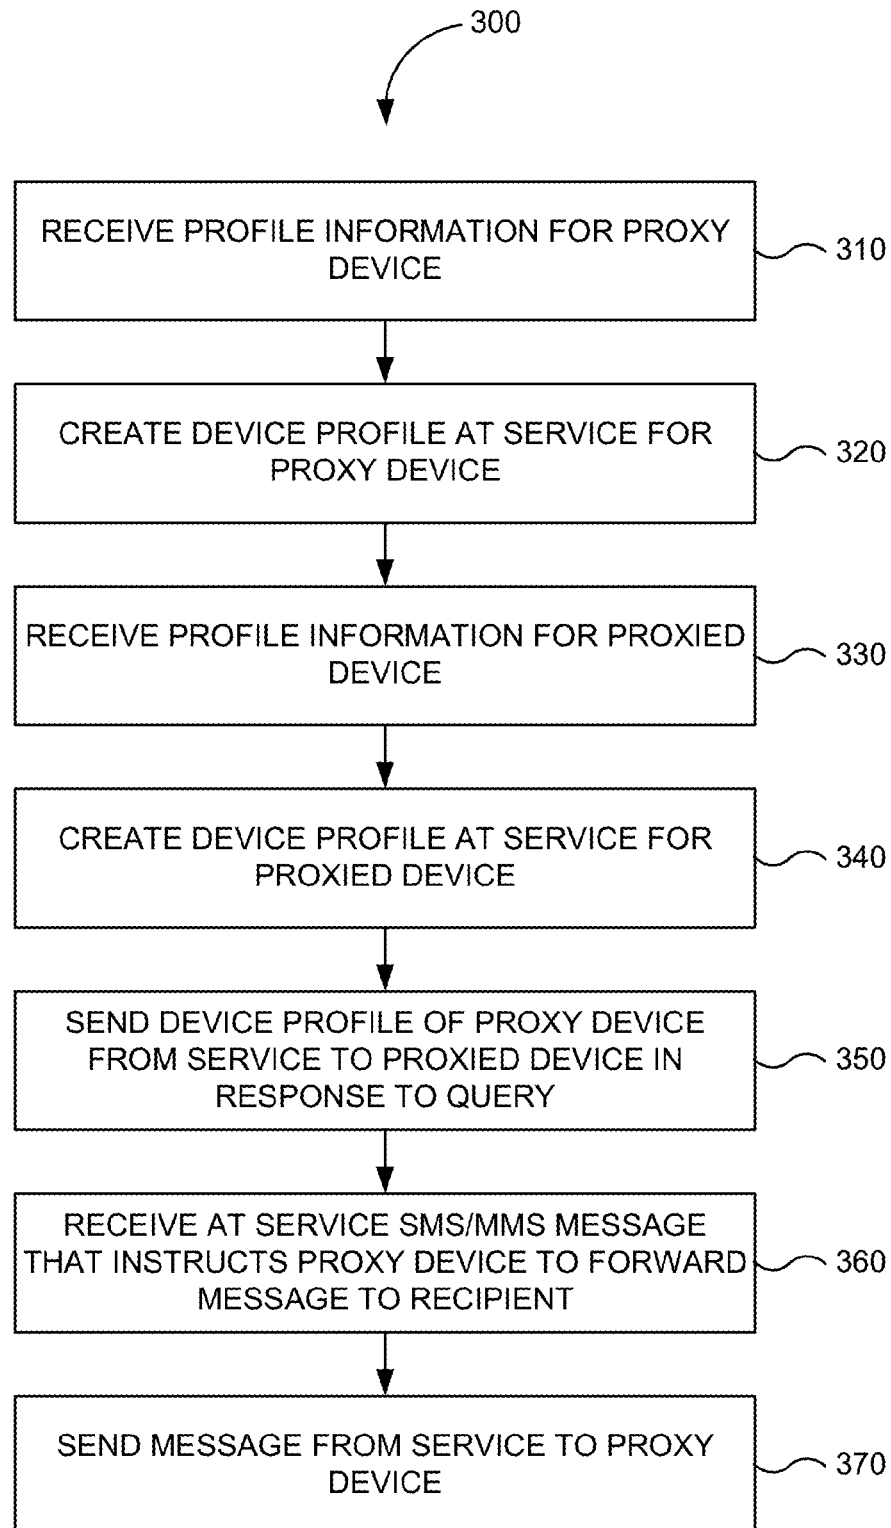 300
RECEIVE PROFILE INFORMATION FOR PROXY
DEVICE
310
CREATE DEVICE PROFILE AT SERVICE FOR
PROXY DEVICE
320
RECEIVE PROFILE INFORMATION FOR PROXIED
DEVICE
330
CREATE DEVICE PROFILE AT SERVICE FOR
PROXIED DEVICE
340
SEND DEVICE PROFILE OF PROXY DEVICE
FROM SERVICE TO PROXIED DEVICE IN
RESPONSE TO QUERY
350
RECEIVE AT SERVICE SMS/MMS MESSAGE
THAT INSTRUCTS PROXY DEVICE TO FORWARD
MESSAGE TO RECIPIENT
360
SEND MESSAGE FROM SERVICE TO PROXY
DEVICE
370